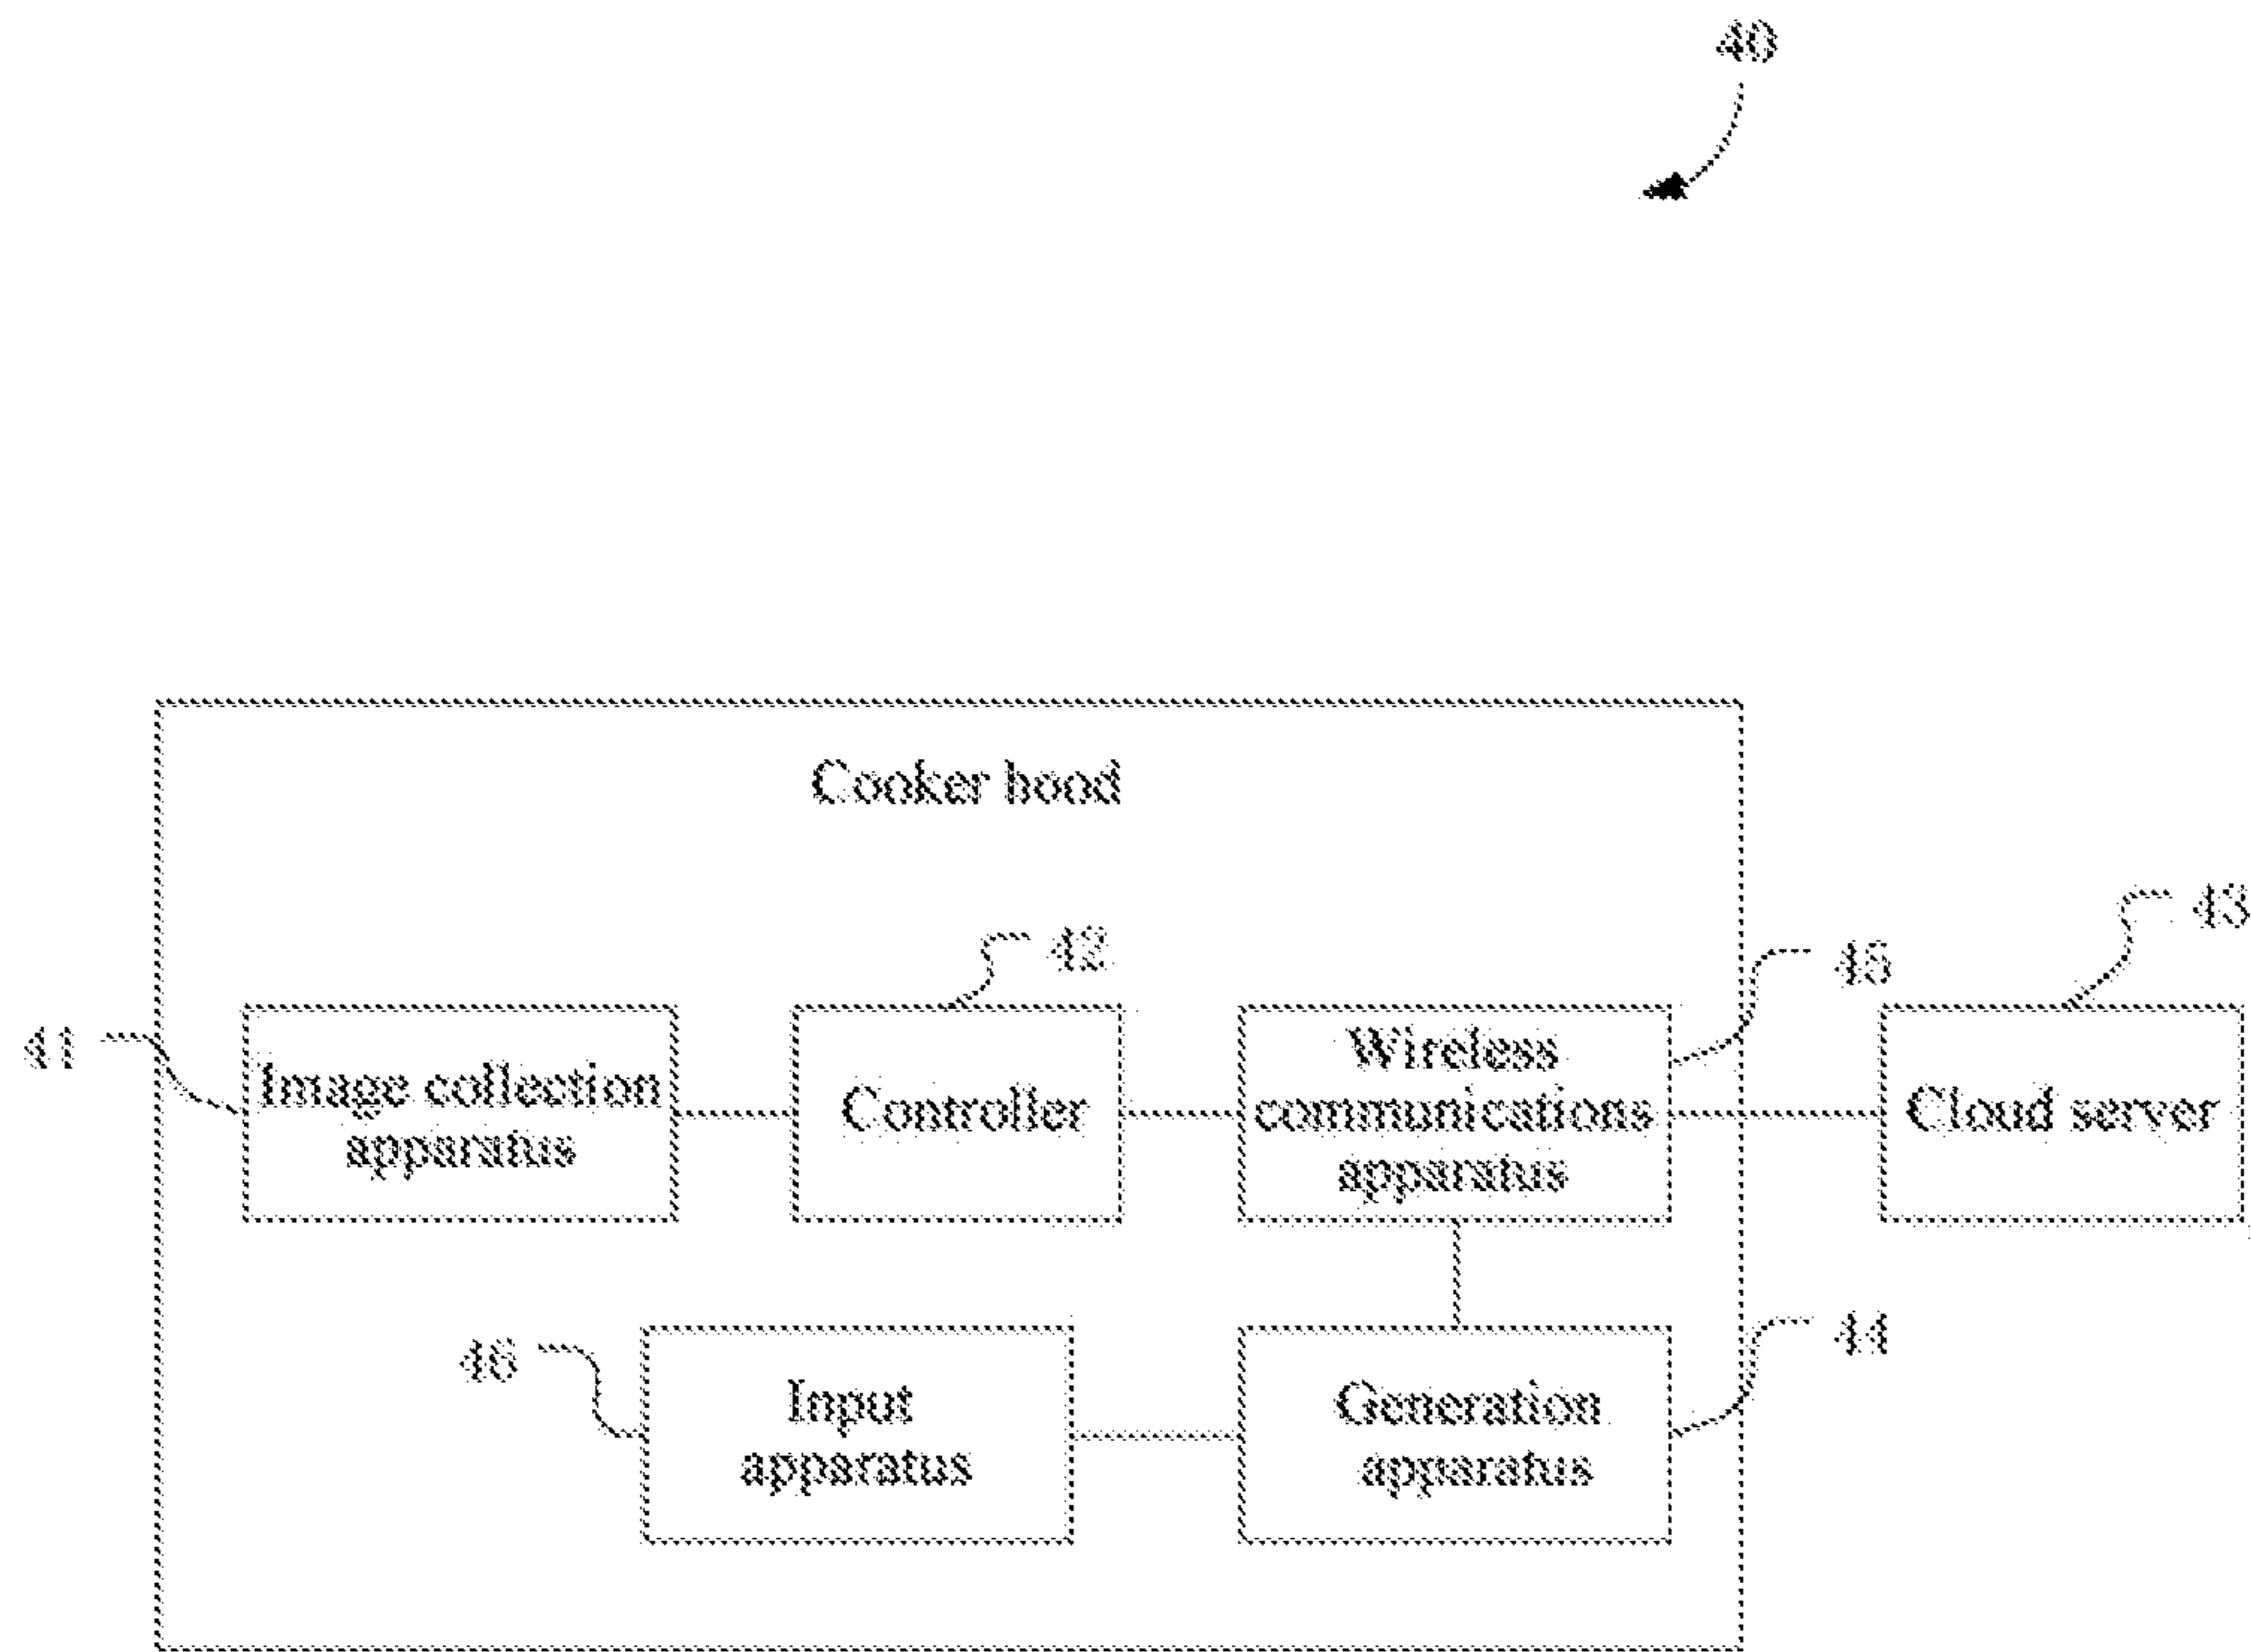 40
Cooker hood
42
43
45
41
Image collection
apparatus
Controller
Wireless
communications
apparatus
Cloud server
46
44
Input
apparatus
Generation
apparatus